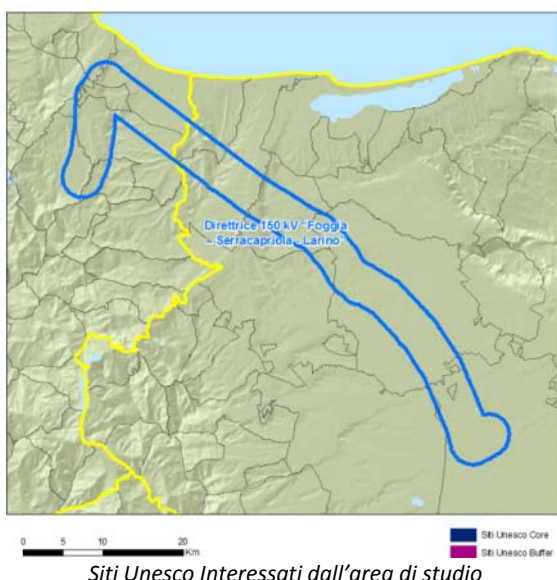 Direttrice 150 kV "Foggia
- Serracapriola - Larino"
0 5 10 20
Km
Siti Unesco Core
Siti Unesco Buffer
Siti Unesco Interessati dall'area di studio